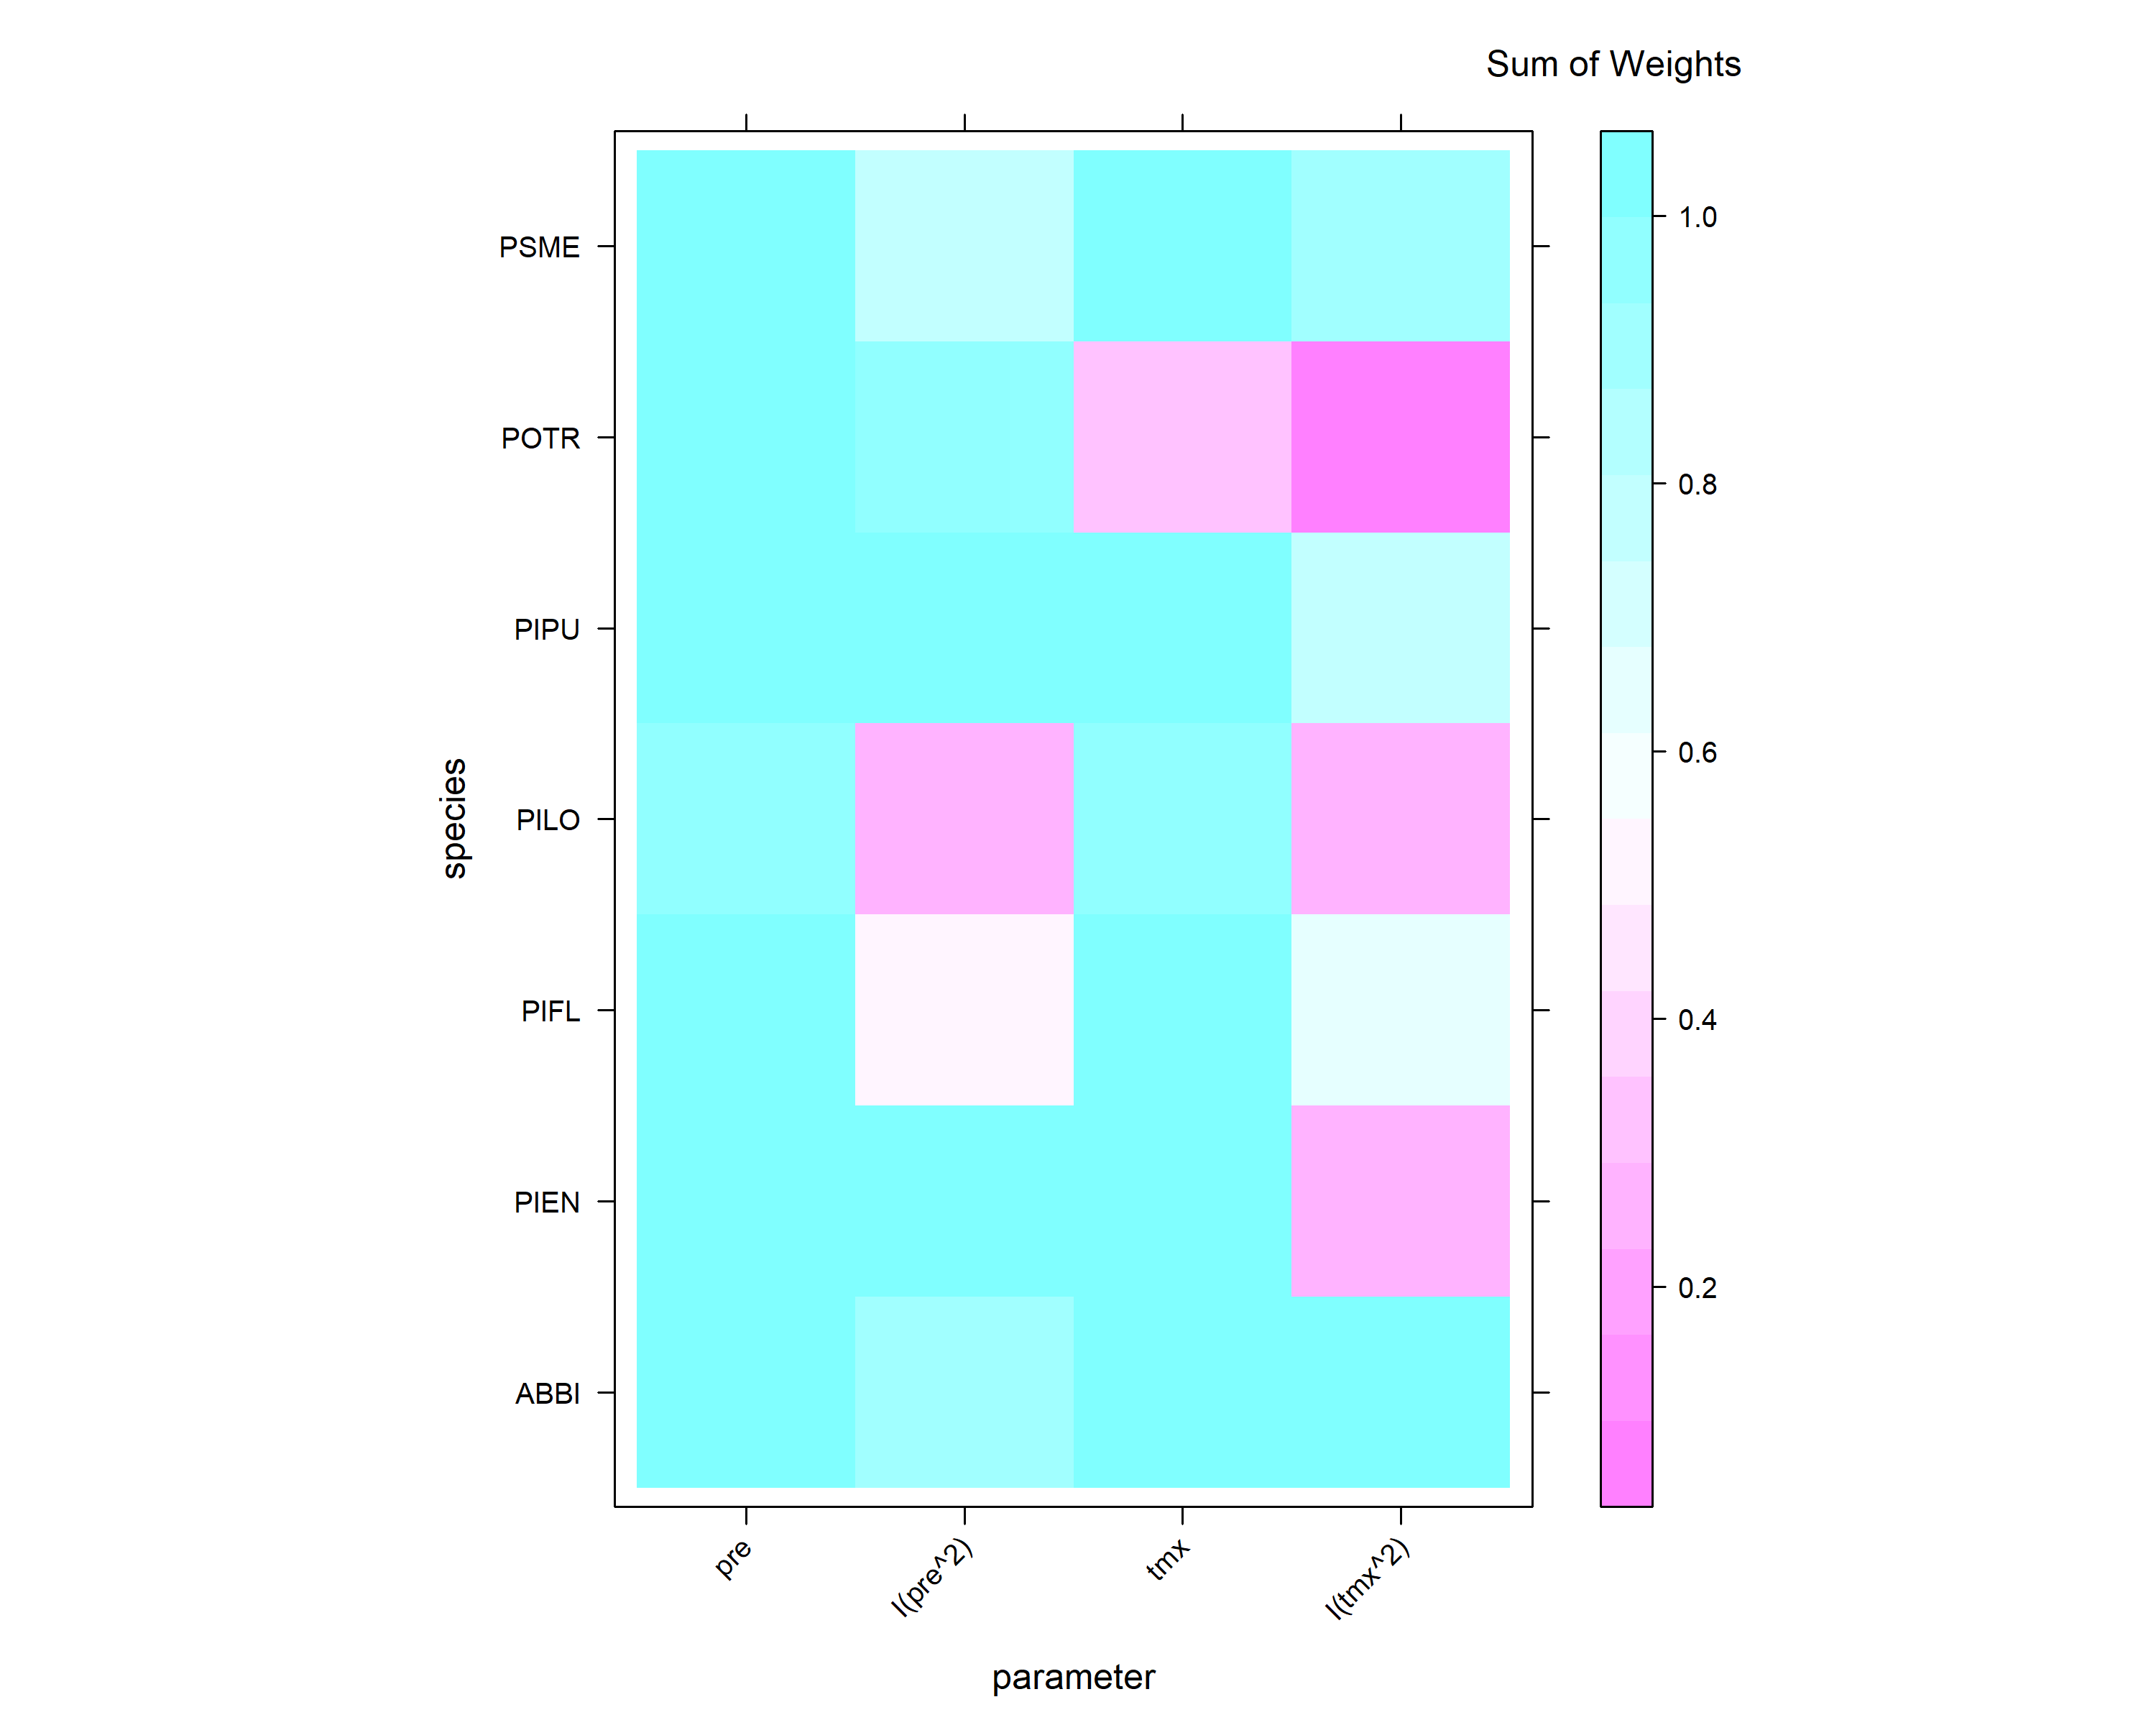 Sum of Weights
PSME
POTR
PIPU
PILO
PIFL
PIEN
ABBI
species
pre
I(pre^2)
tmx
I(tmx^2)
parameter
1.0
0.8
0.6
0.4
0.2